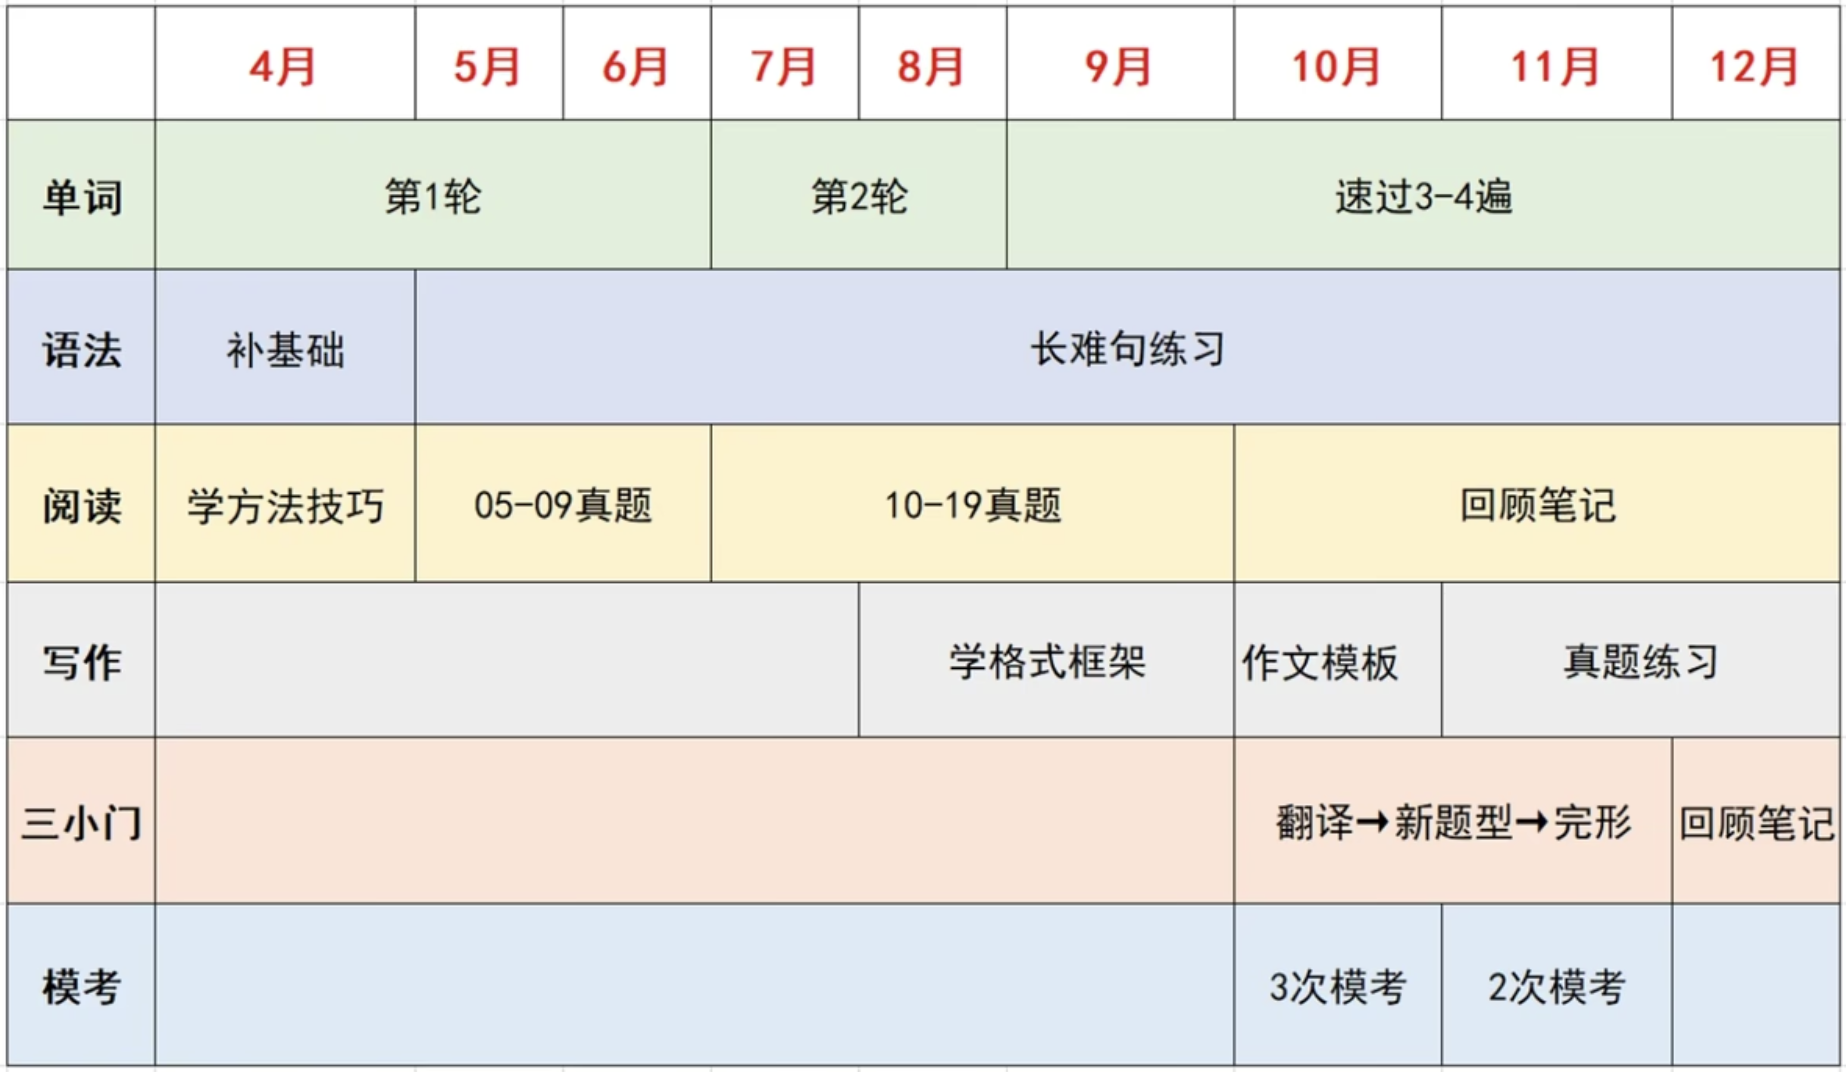 4月 5月 6月 7月 8月 9月 10月 11月 12月
单词 第1轮 第2轮 速过3-4遍
语法 补基础 长难句练习
阅读 学方法技巧 05-09真题 10-19真题 回顾笔记
写作 学格式框架 作文模板 真题练习
三小门 翻译→新题型→完形 回顾笔记
模考 3次模考 2次模考